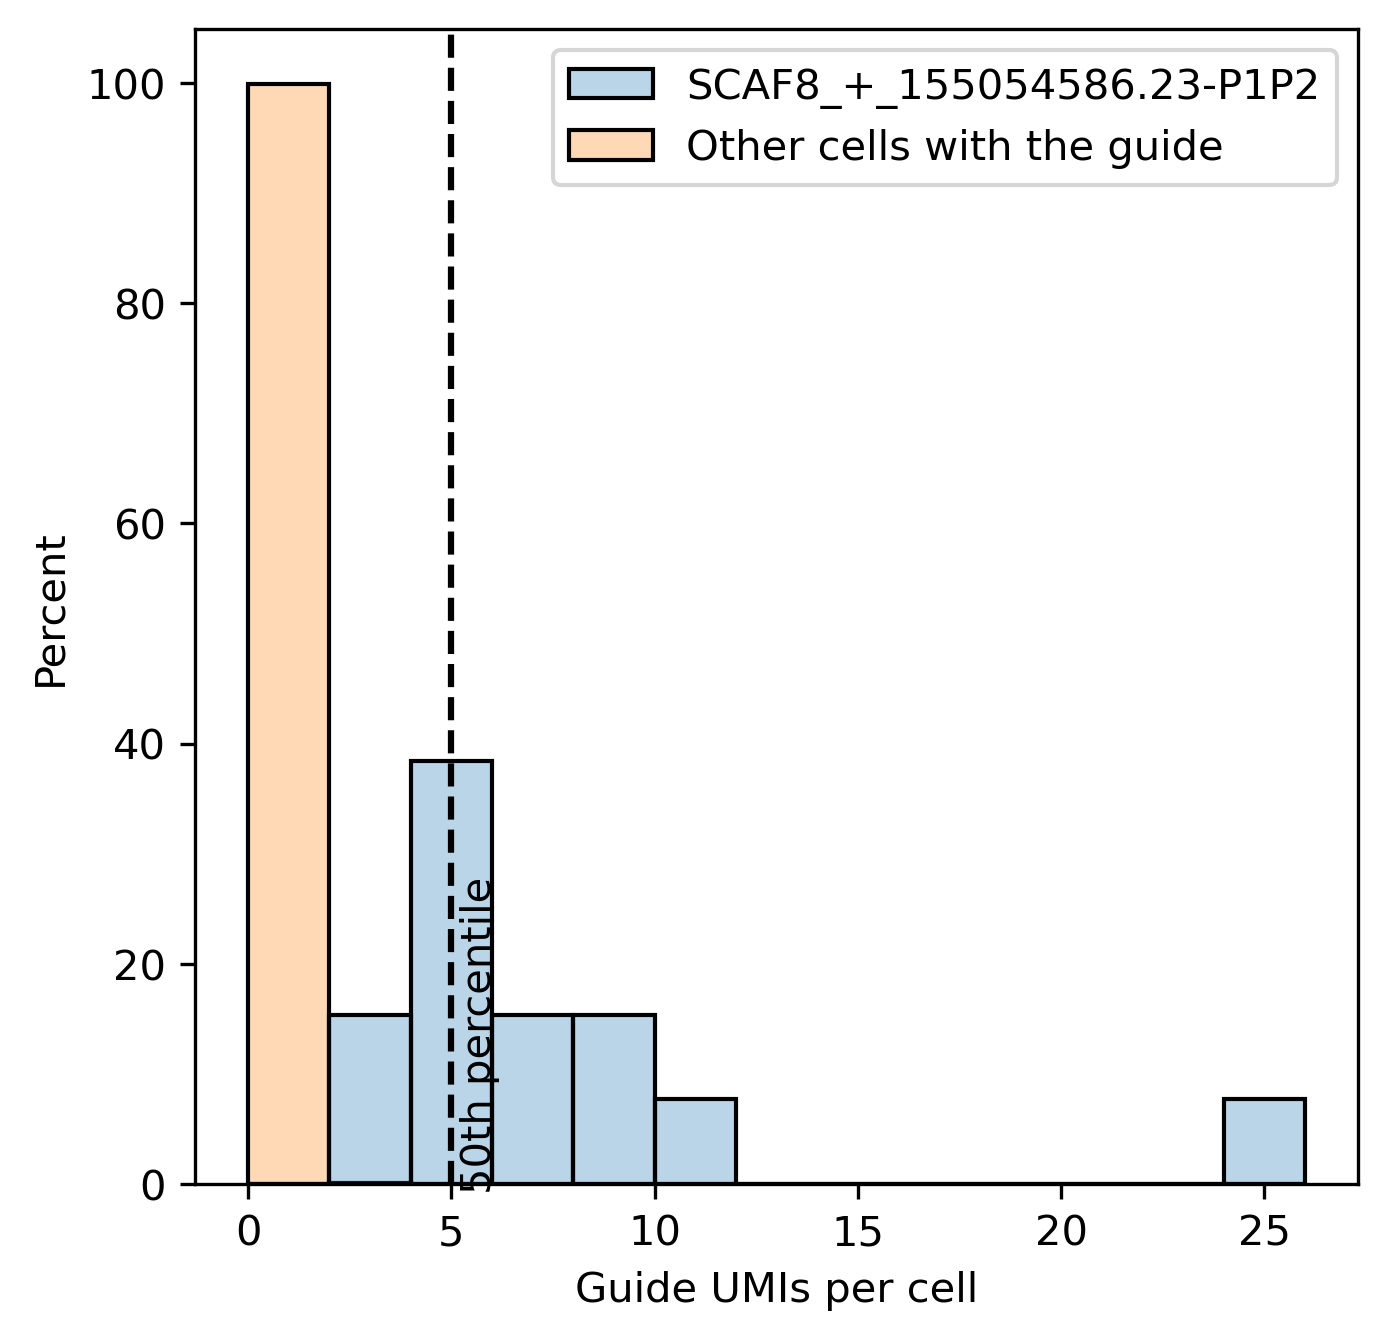 SCAF8_+_155054586.23-P1P2
Other cells with the guide
100
80
60
40
20
0
Percent
50th percentile
0 5 10 15 20 25
Guide UMIs per cell